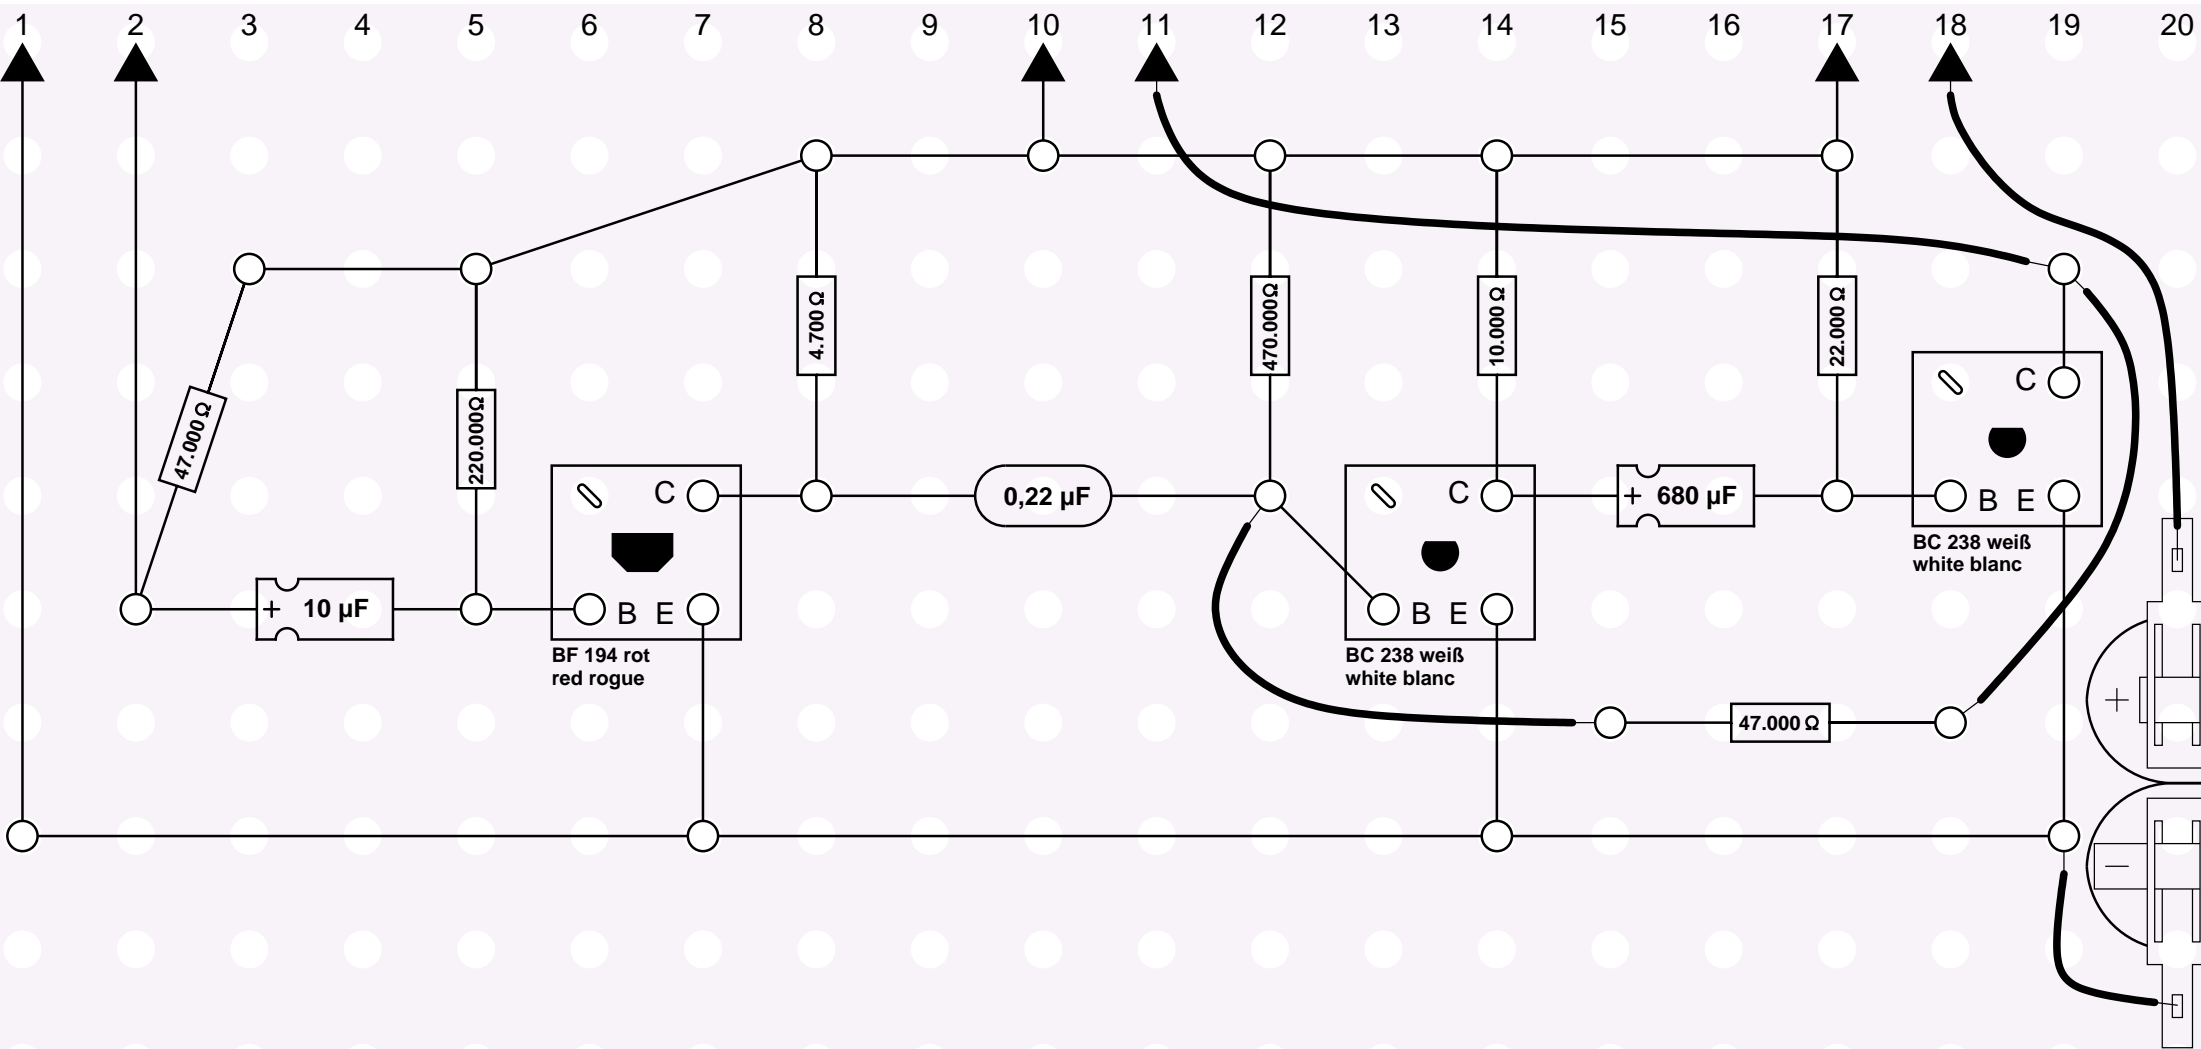 1 2 3 4 5 6 7 8 9 10 11 12 13 14 15 16 17 18 19 20
47.000 Ω
220.000Ω
4.700 Ω
470.000Ω
10.000 Ω
22.000 Ω
C
+ 10 µF
B E
BF 194 rot
red rogue
C
0,22 µF
B E
BC 238 weiß
white blanc
C
+ 680 µF
B E
BC 238 weiß
white blanc
47.000 Ω
+
−